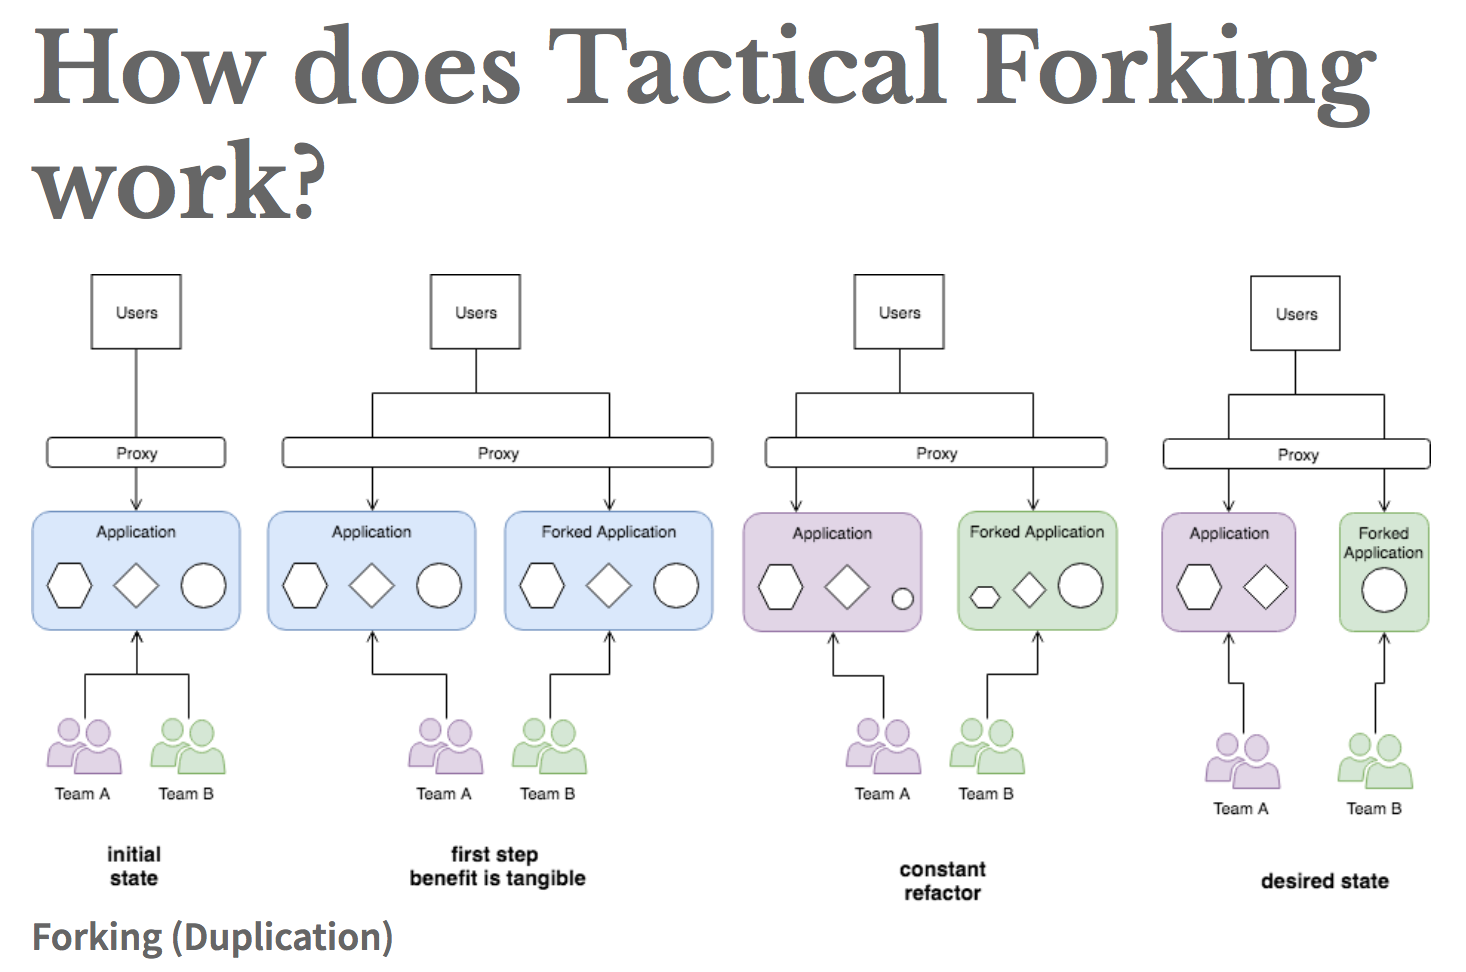 How does Tactical Forking
work?
Users
Proxy
Application
Team A
Team B
initial
state
Users
Proxy
Application
Forked Application
Team A
Team B
first step
benefit is tangible
Users
Proxy
Application
Forked Application
Team A
Team B
constant
refactor
Users
Proxy
Application
Forked
Application
Team A
Team B
desired state
Forking (Duplication)